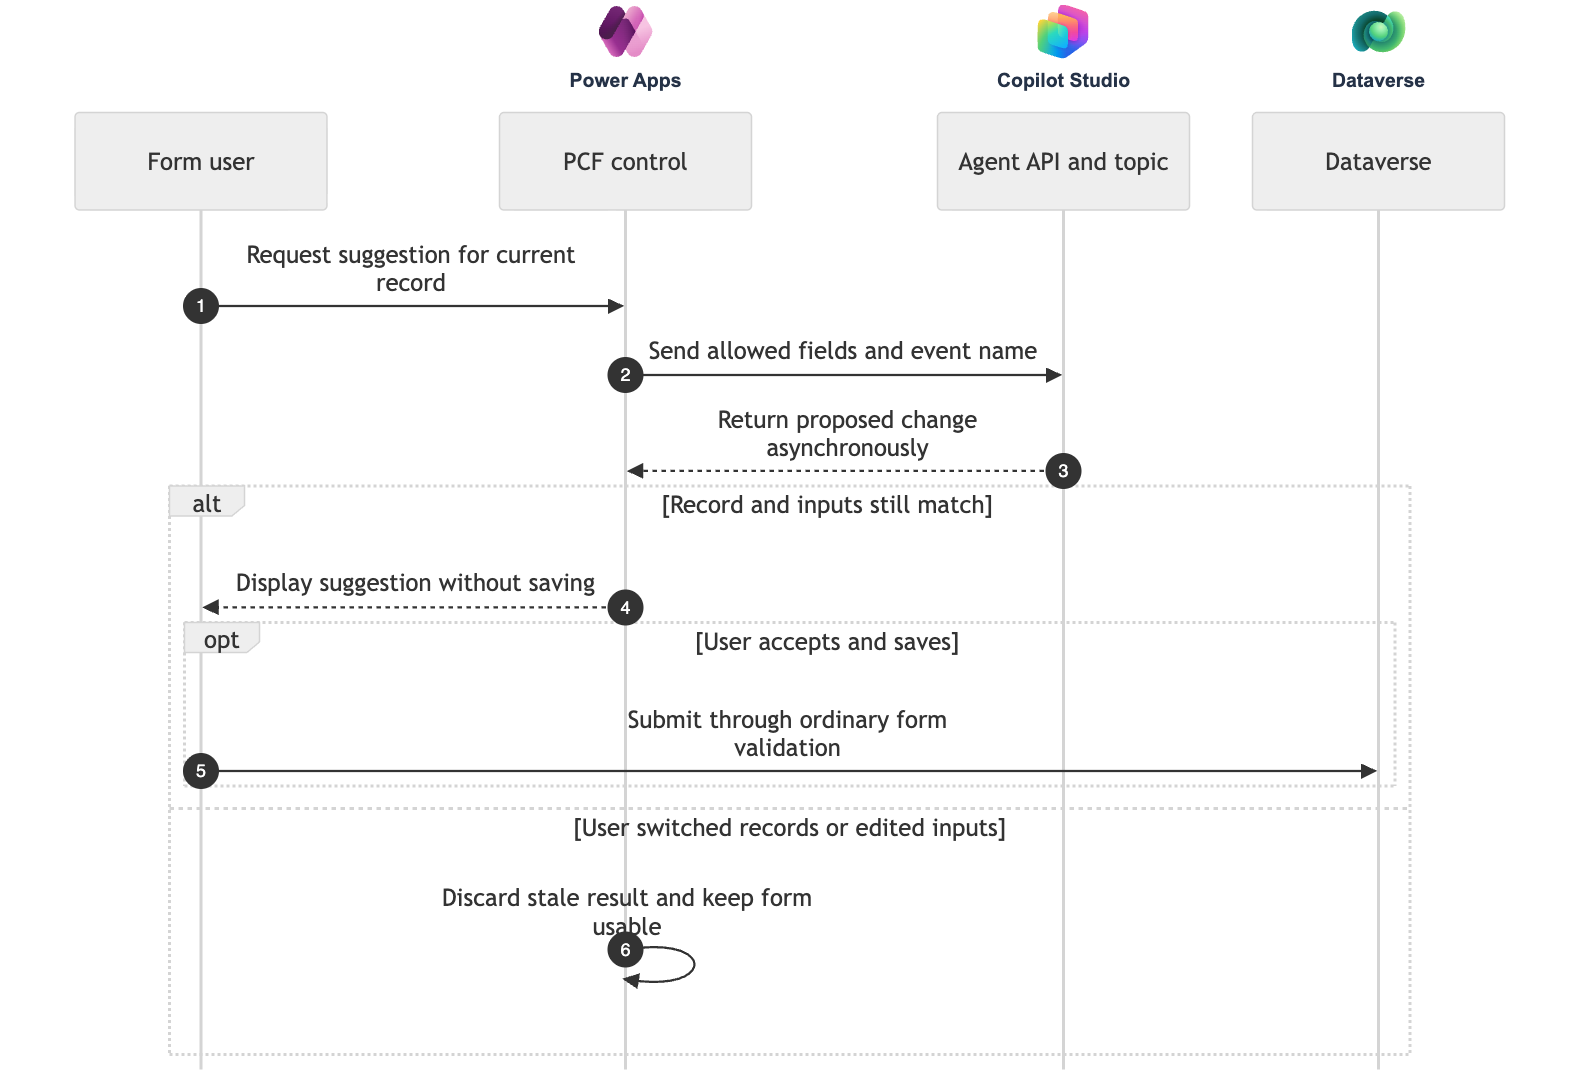 Power Apps
Copilot Studio
Dataverse
Form user
PCF control
Agent API and topic
Dataverse
Request suggestion for current
record
1
Send allowed fields and event name
2
Return proposed change
asynchronously
3
alt
[Record and inputs still match]
Display suggestion without saving
4
opt
[User accepts and saves]
Submit through ordinary form
validation
5
[User switched records or edited inputs]
Discard stale result and keep form
usable
6